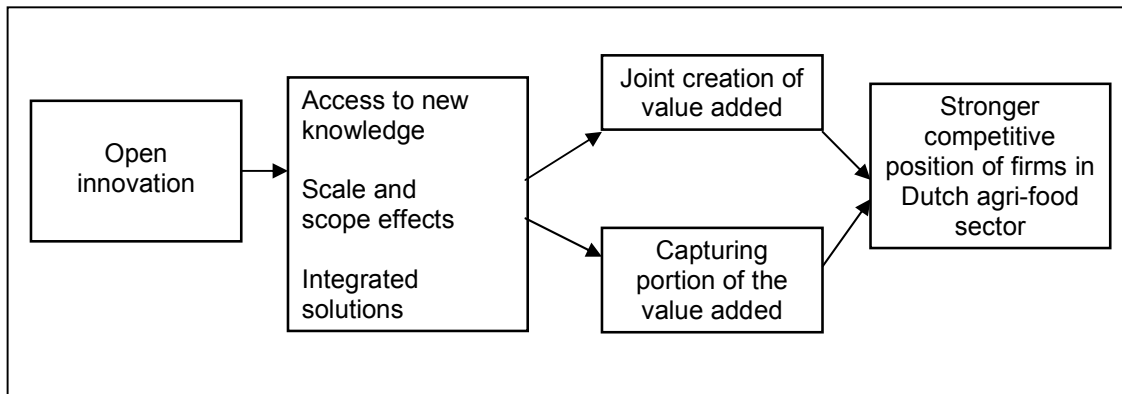 Open
innovation
Access to new
knowledge
Scale and
scope effects
Integrated
solutions
Joint creation of
value added
Capturing
portion of the
value added
Stronger
competitive
position of firms in
Dutch agri-food
sector